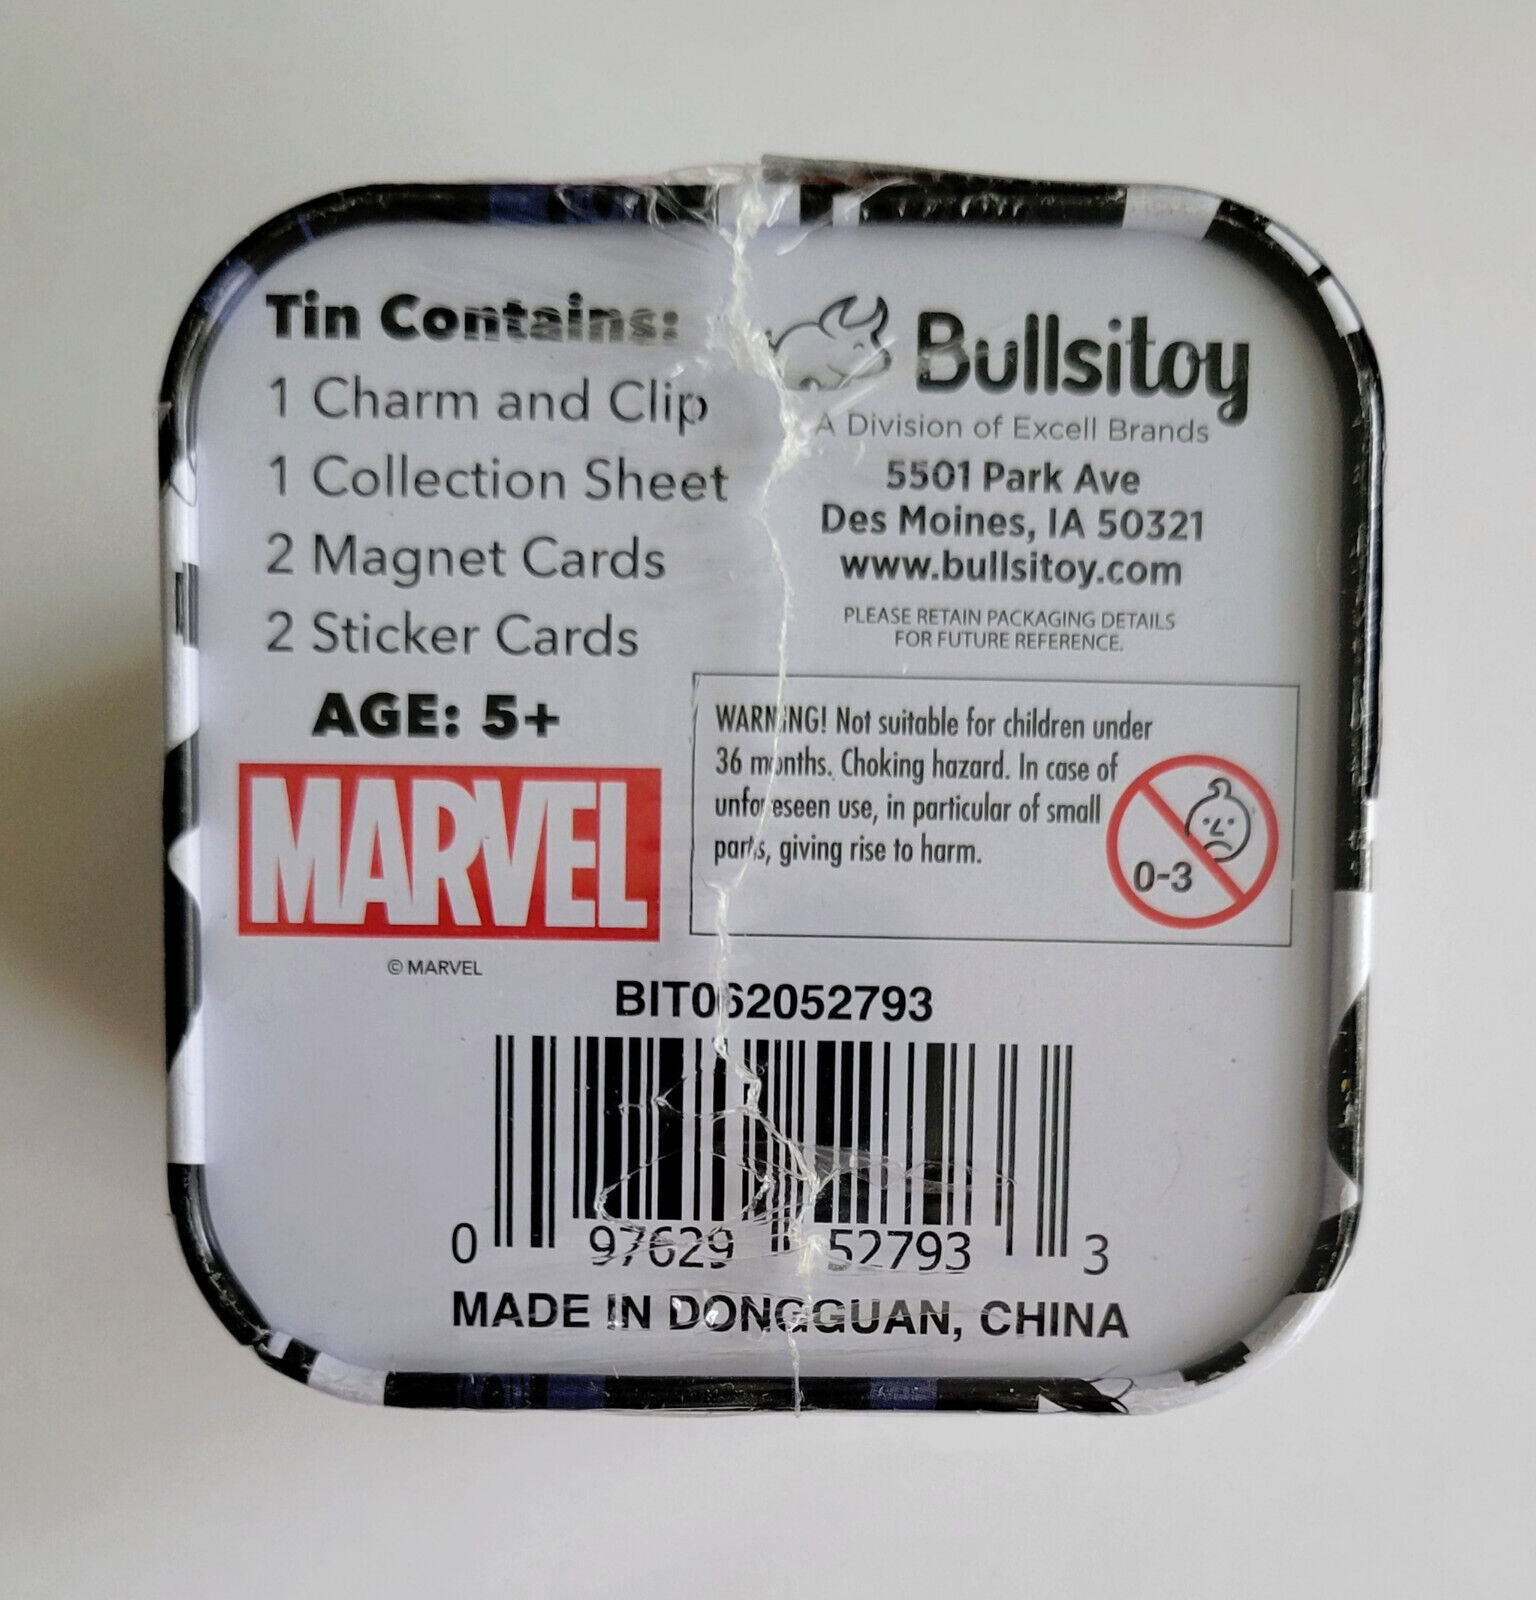 Tin Contains:
1 Charm and Clip
1 Collection Sheet
2 Magnet Cards
2 Sticker Cards
AGE: 5+
MARVEL
© MARVEL
Bullsitoy
A Division of Excell Brands
5501 Park Ave
Des Moines, IA 50321
www.bullsitoy.com
PLEASE RETAIN PACKAGING DETAILS
FOR FUTURE REFERENCE.
WARNING! Not suitable for children under
36 months. Choking hazard. In case of
unforeseen use, in particular of small
parts, giving rise to harm.
0-3
BIT062052793
0 97629 52793 3
MADE IN DONGGUAN, CHINA